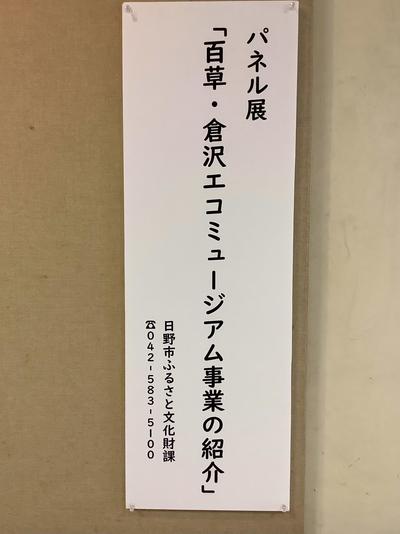 パネル展
「百草・倉沢エコミュージアム事業の紹介」
日野市ふるさと文化財課
☎042-583-5100